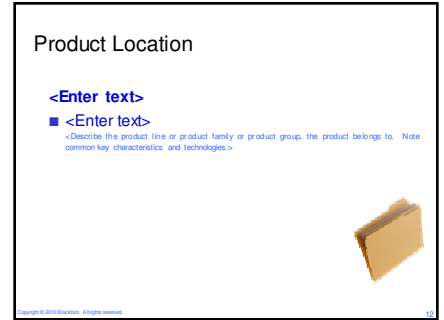 Product Location
<Enter text>
■ <Enter text>
<Describe the product line or product family or product group, the product belongs to. Note
common key characteristics and technologies.>
Copyright © 2010 Blackblot. All rights reserved.
12